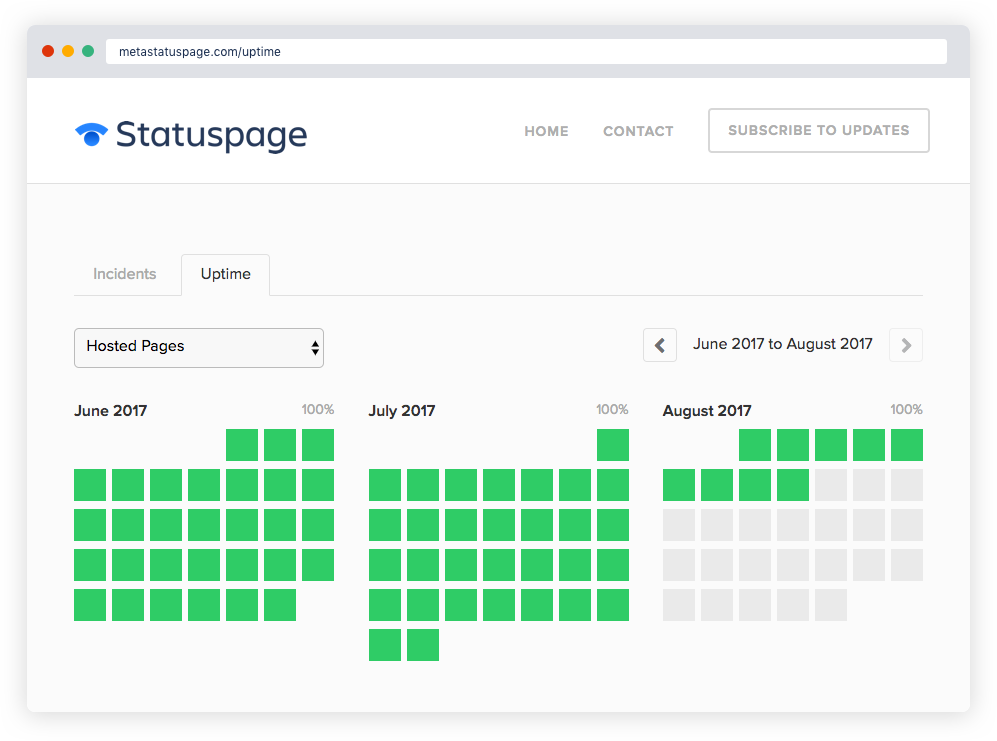 metastatuspage.com/uptime
Statuspage
HOME
CONTACT
SUBSCRIBE TO UPDATES
Incidents
Uptime
Hosted Pages
June 2017 to August 2017
June 2017
100%
July 2017
100%
August 2017
100%